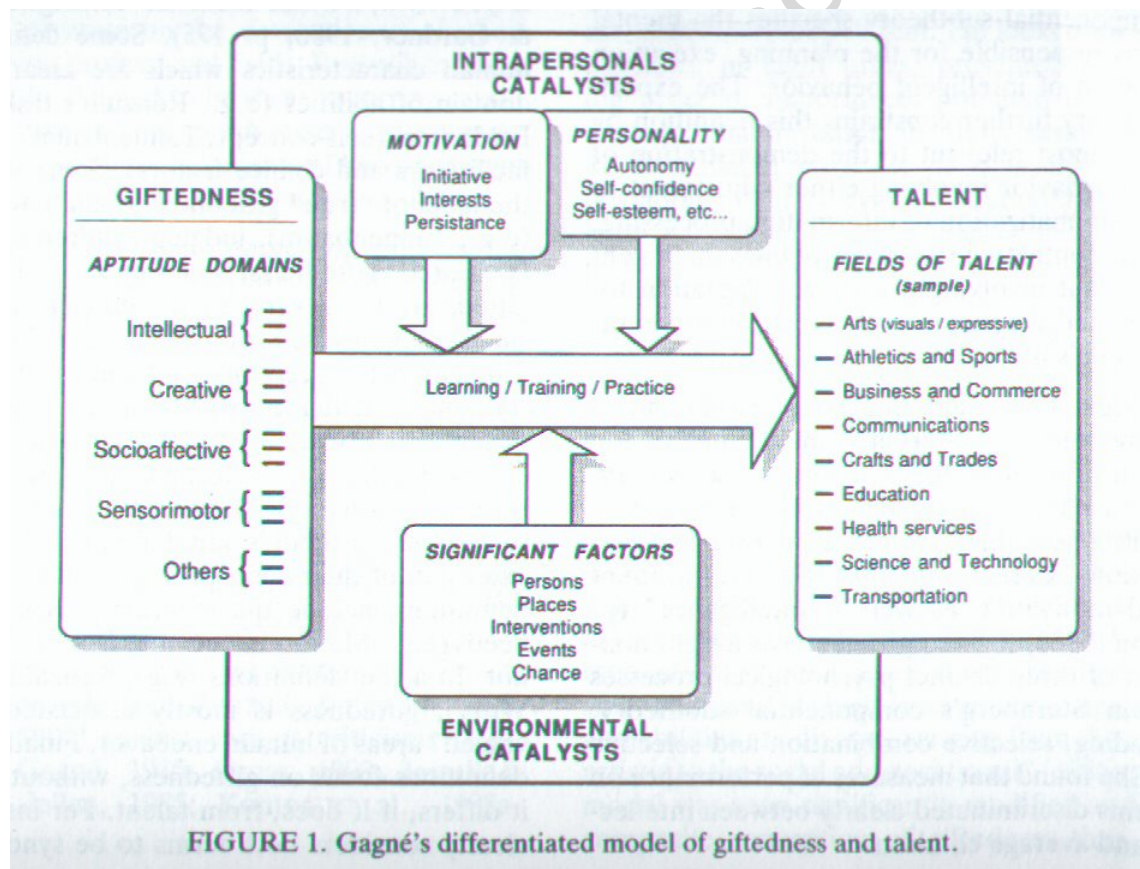 INTRAPERSONALS
CATALYSTS
MOTIVATION
Initiative
Interests
Persistance
PERSONALITY
Autonomy
Self-confidence
Self-esteem, etc...
GIFTEDNESS
APTITUDE DOMAINS
Intellectual
Creative
Socioaffective
Sensorimotor
Others
Learning / Training / Practice
TALENT
FIELDS OF TALENT
(sample)
Arts (visuals / expressive)
Athletics and Sports
Business and Commerce
Communications
Crafts and Trades
Education
Health services
Science and Technology
Transportation
SIGNIFICANT FACTORS
Persons
Places
Interventions
Events
Chance
ENVIRONMENTAL
CATALYSTS
FIGURE 1. Gagné's differentiated model of giftedness and talent.